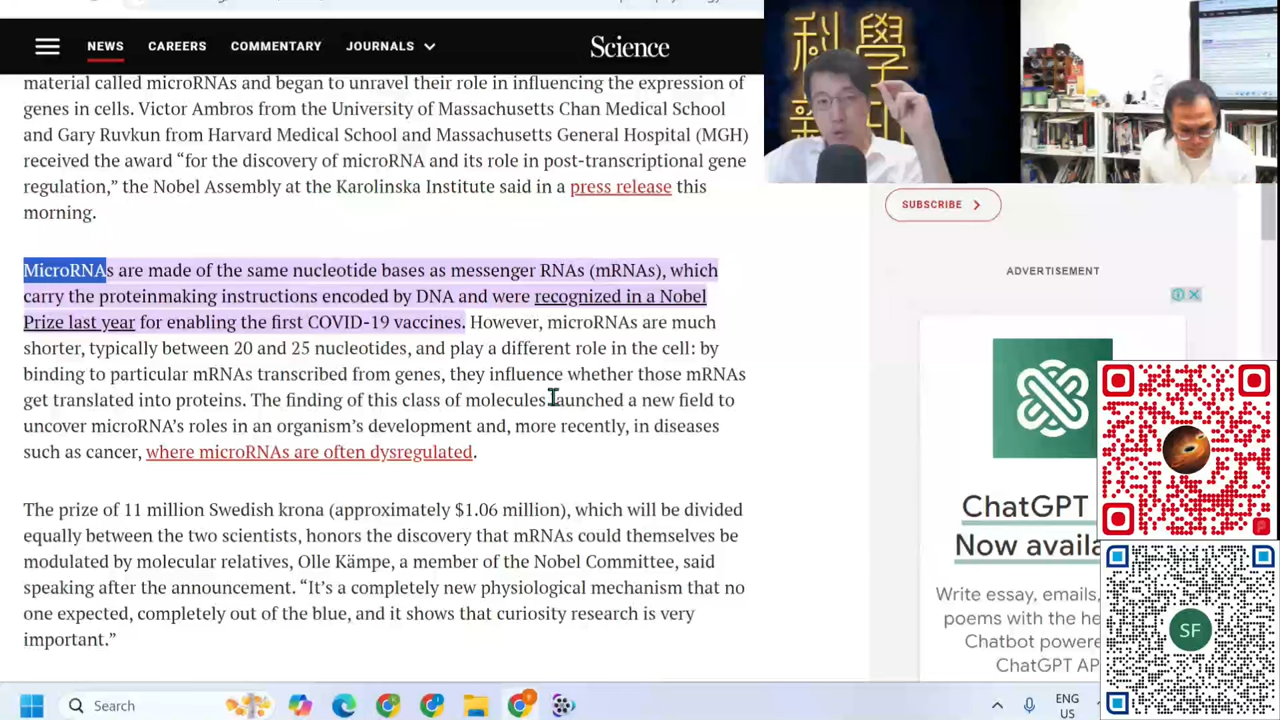 NEWS
CAREERS
COMMENTARY
JOURNALS
Science
material called microRNAs and began to unravel their role in influencing the expression of
genes in cells. Victor Ambros from the University of Massachusetts Chan Medical School
and Gary Ruvkun from Harvard Medical School and Massachusetts General Hospital (MGH)
received the award “for the discovery of microRNA and its role in post-transcriptional gene
regulation,” the Nobel Assembly at the Karolinska Institute said in a press release this
morning.
MicroRNAs are made of the same nucleotide bases as messenger RNAs (mRNAs), which
carry the proteinmaking instructions encoded by DNA and were recognized in a Nobel
Prize last year for enabling the first COVID-19 vaccines. However, microRNAs are much
shorter, typically between 20 and 25 nucleotides, and play a different role in the cell: by
binding to particular mRNAs transcribed from genes, they influence whether those mRNAs
get translated into proteins. The finding of this class of molecules launched a new field to
uncover microRNA’s roles in an organism’s development and, more recently, in diseases
such as cancer, where microRNAs are often dysregulated.
The prize of 11 million Swedish krona (approximately $1.06 million), which will be divided
equally between the two scientists, honors the discovery that mRNAs could themselves be
modulated by molecular relatives, Olle Kämpe, a member of the Nobel Committee, said
speaking after the announcement. “It’s a completely new physiological mechanism that no
one expected, completely out of the blue, and it shows that curiosity research is very
important.”
科學
SUBSCRIBE
ADVERTISEMENT
ChatGPT
Now availa
Write essay, emails,
poems with the he
Chatbot powere
ChatGPT AP
SF
Search
ENG
US